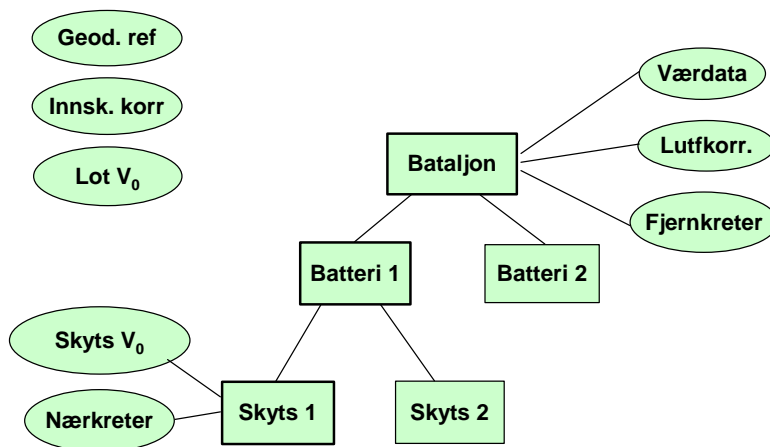 Geod. ref
Innsk. korr
Lot V₀
Værdata
Lutfkorr.
Fjernkreter
Bataljon
Batteri 1
Batteri 2
Skyts V₀
Nærkreter
Skyts 1
Skyts 2